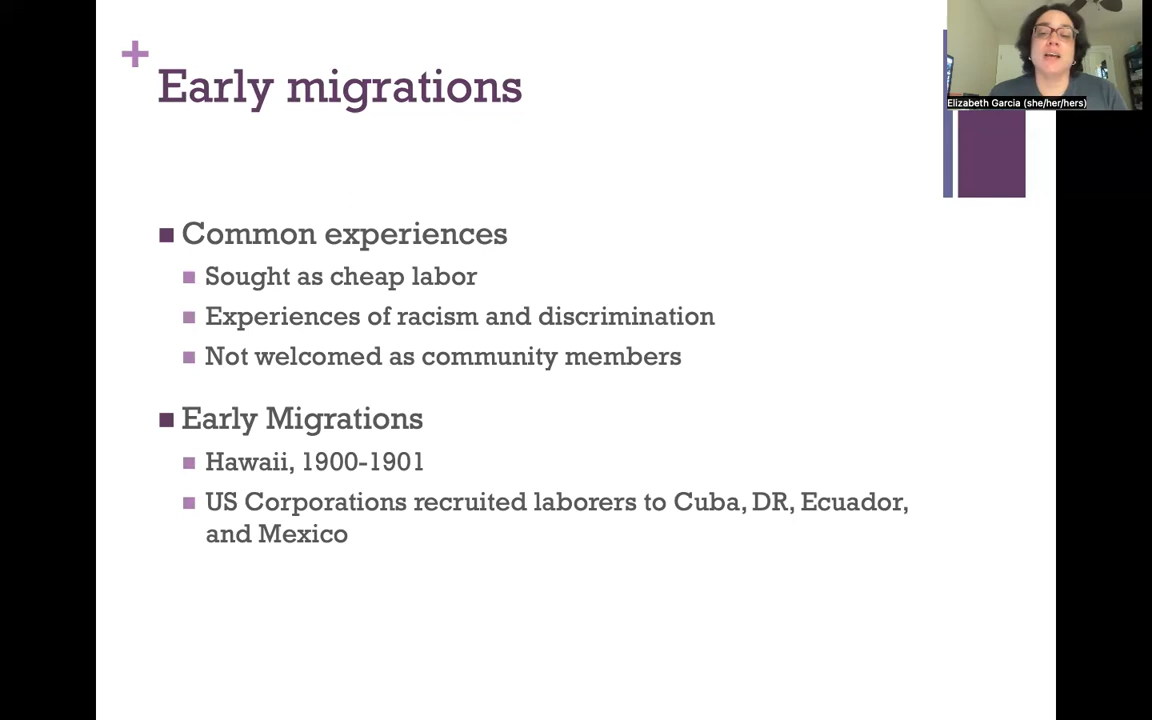 Early migrations
Elizabeth Garcia (she/her/hers)
Common experiences
Sought as cheap labor
Experiences of racism and discrimination
Not welcomed as community members
Early Migrations
Hawaii, 1900-1901
US Corporations recruited laborers to Cuba, DR, Ecuador,
and Mexico